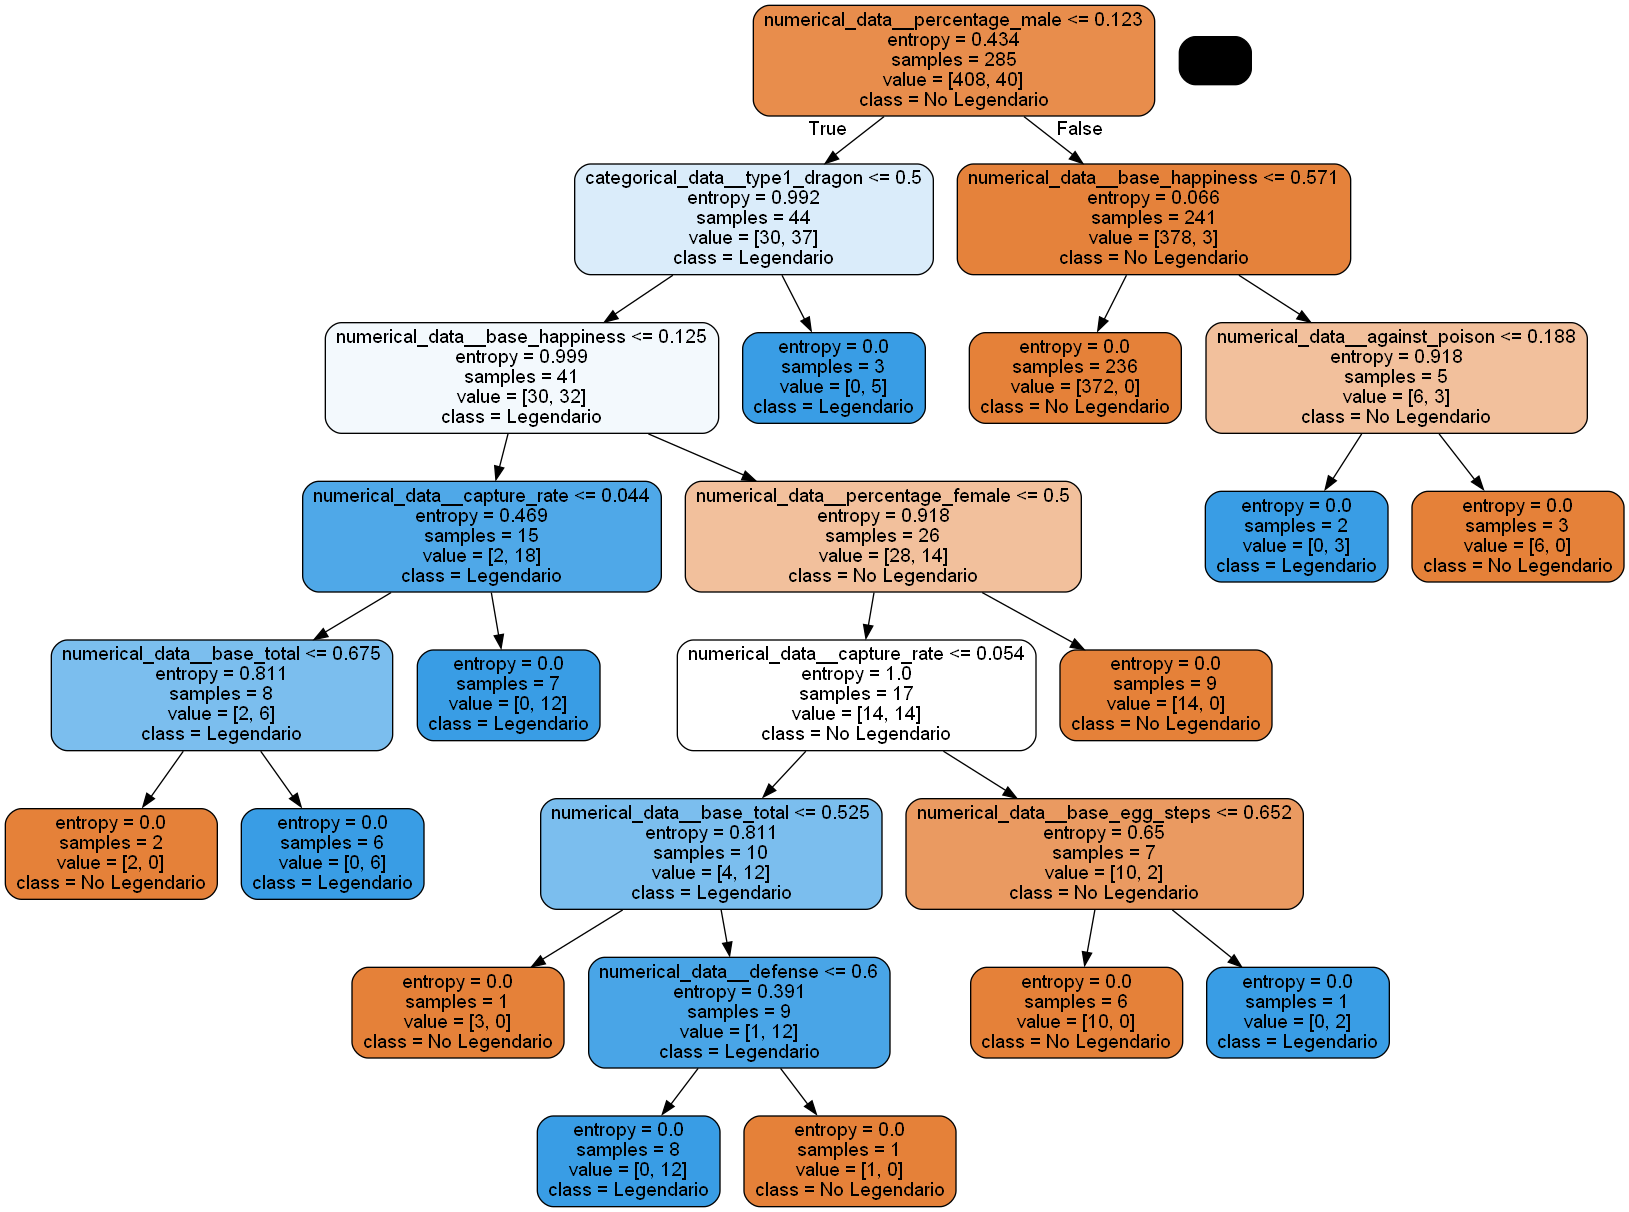 numerical_data__percentage_male <= 0.123
entropy = 0.434
samples = 285
value = [408, 40]
class = No Legendario
True
False
categorical_data__type1_dragon <= 0.5
entropy = 0.992
samples = 44
value = [30, 37]
class = Legendario
numerical_data__base_happiness <= 0.571
entropy = 0.066
samples = 241
value = [378, 3]
class = No Legendario
numerical_data__base_happiness <= 0.125
entropy = 0.999
samples = 41
value = [30, 32]
class = Legendario
entropy = 0.0
samples = 3
value = [0, 5]
class = Legendario
entropy = 0.0
samples = 236
value = [372, 0]
class = No Legendario
numerical_data__against_poison <= 0.188
entropy = 0.918
samples = 5
value = [6, 3]
class = No Legendario
numerical_data__capture_rate <= 0.044
entropy = 0.469
samples = 15
value = [2, 18]
class = Legendario
numerical_data__percentage_female <= 0.5
entropy = 0.918
samples = 26
value = [28, 14]
class = No Legendario
entropy = 0.0
samples = 2
value = [0, 3]
class = Legendario
entropy = 0.0
samples = 3
value = [6, 0]
class = No Legendario
numerical_data__base_total <= 0.675
entropy = 0.811
samples = 8
value = [2, 6]
class = Legendario
entropy = 0.0
samples = 7
value = [0, 12]
class = Legendario
numerical_data__capture_rate <= 0.054
entropy = 1.0
samples = 17
value = [14, 14]
class = No Legendario
entropy = 0.0
samples = 9
value = [14, 0]
class = No Legendario
entropy = 0.0
samples = 2
value = [2, 0]
class = No Legendario
entropy = 0.0
samples = 6
value = [0, 6]
class = Legendario
numerical_data__base_total <= 0.525
entropy = 0.811
samples = 10
value = [4, 12]
class = Legendario
numerical_data__base_egg_steps <= 0.652
entropy = 0.65
samples = 7
value = [10, 2]
class = No Legendario
entropy = 0.0
samples = 1
value = [3, 0]
class = No Legendario
numerical_data__defense <= 0.6
entropy = 0.391
samples = 9
value = [1, 12]
class = Legendario
entropy = 0.0
samples = 6
value = [10, 0]
class = No Legendario
entropy = 0.0
samples = 1
value = [0, 2]
class = Legendario
entropy = 0.0
samples = 8
value = [0, 12]
class = Legendario
entropy = 0.0
samples = 1
value = [1, 0]
class = No Legendario